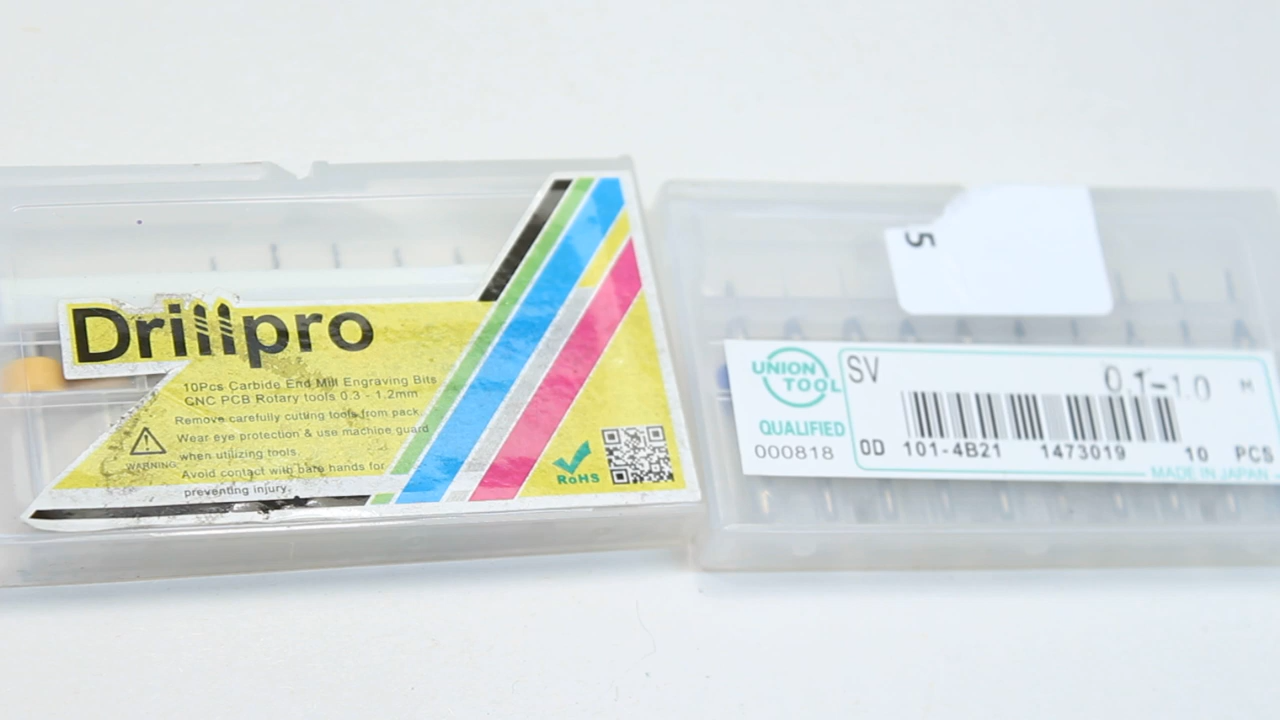 Drillpro
10Pcs Carbide End Mill Engraving Bits
CNC PCB Rotary tools 0.3 - 1.2mm
Remove carefully cutting tools from pack.
Wear eye protection & use machine guard
when utilizing tools.
WARNING:
Avoid contact with bare hands for
preventing injury.
RoHS
5
UNION
TOOL
QUALIFIED
000818
SV
0.1-1.0 M
OD 101-4B21 1473019 10 PCS
MADE IN JAPAN